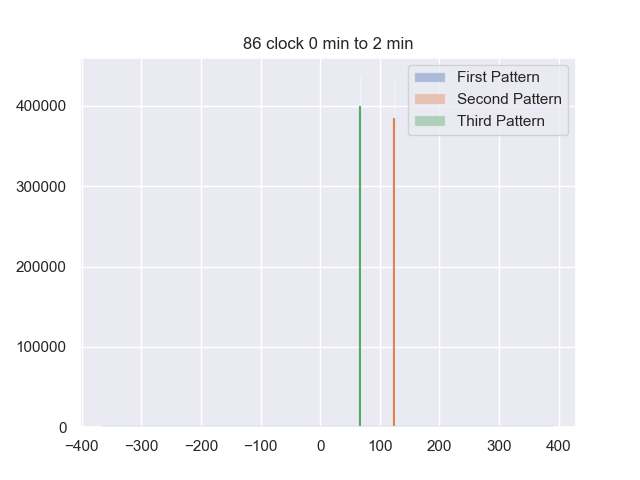 86 clock 0 min to 2 min
First Pattern
Second Pattern
Third Pattern
400000
300000
200000
100000
0
−400 −300 −200 −100 0 100 200 300 400